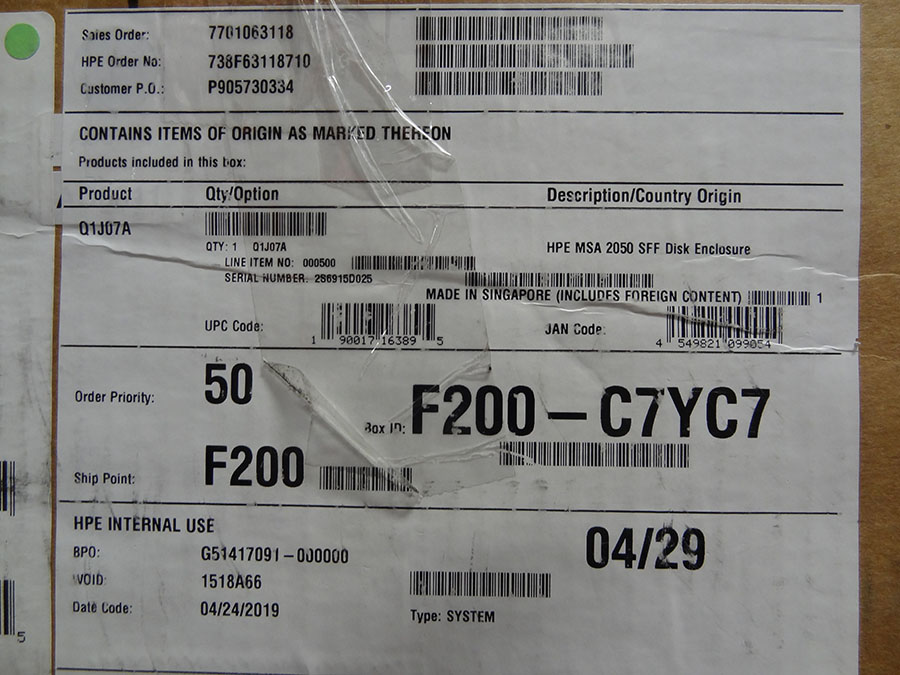 Sales Order: 7701063118
HPE Order No: 738F63118710
Customer P.O.: P905730334
CONTAINS ITEMS OF ORIGIN AS MARKED THEREON
Products included in this box:
Product Qty/Option Description/Country Origin
Q1J07A
QTY: 1 Q1J07A HPE MSA 2050 SFF Disk Enclosure
LINE ITEM NO: 000500
SERIAL NUMBER: 2S6915D025
MADE IN SINGAPORE (INCLUDES FOREIGN CONTENT) 1
UPC Code: 1 90017 16389 5 JAN Code: 4 549821 099054
Order Priority: 50
Box ID: F200-C7YC7
Ship Point: F200
HPE INTERNAL USE
BPO: G51417091-000000 04/29
WOID: 1518A66
Date Code: 04/24/2019 Type: SYSTEM
5